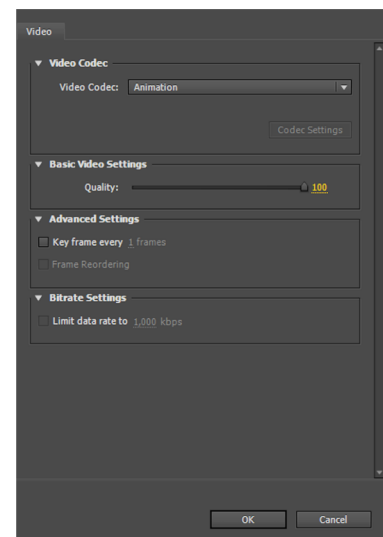 Video
Video Codec
Video Codec: Animation
Codec Settings
Basic Video Settings
Quality: 100
Advanced Settings
Key frame every 1 frames
Frame Reordering
Bitrate Settings
Limit data rate to 1,000 kbps
OK Cancel